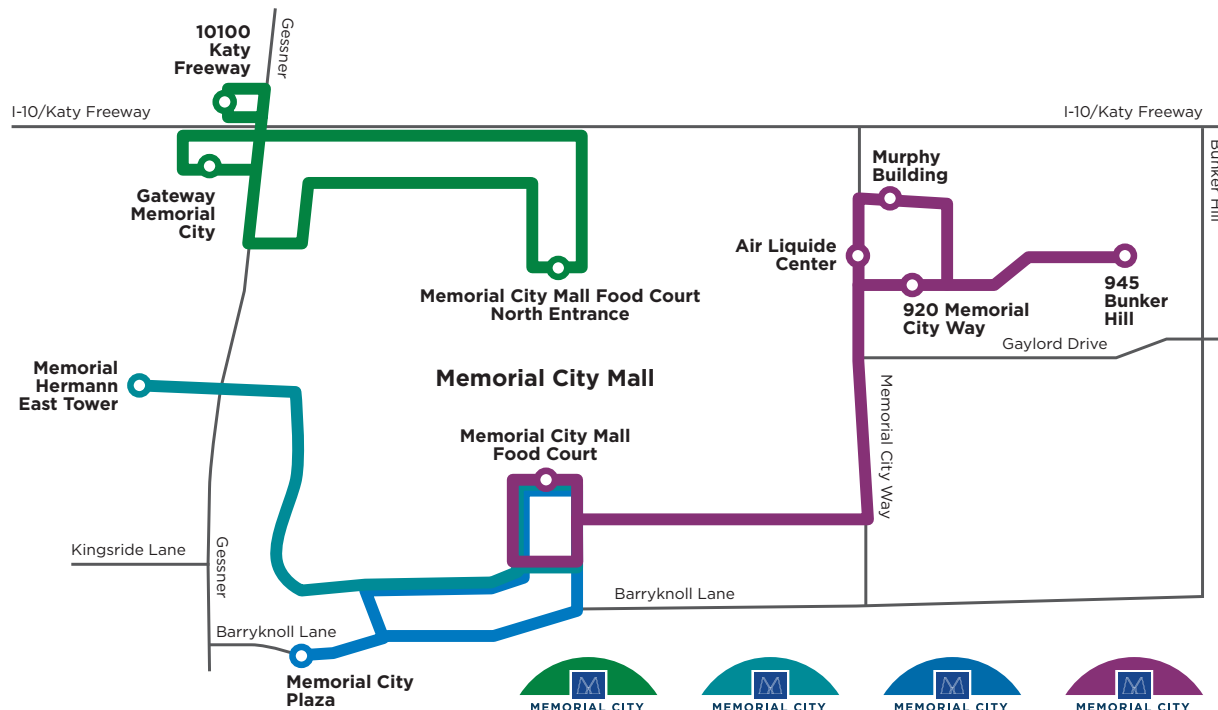 10100
Katy
Freeway
Gessner
I-10/Katy Freeway
I-10/Katy Freeway
Bunker Hill
Murphy
Building
Gateway
Memorial
City
Air Liquide
Center
Memorial City Mall Food Court
North Entrance
920 Memorial
City Way
945
Bunker
Hill
Gaylord Drive
Memorial
Hermann
East Tower
Memorial City Mall
Memorial City Way
Memorial City Mall
Food Court
Kingsride Lane
Gessner
Barryknoll Lane
Barryknoll Lane
Memorial City
Plaza
MEMORIAL CITY
MEMORIAL CITY
MEMORIAL CITY
MEMORIAL CITY